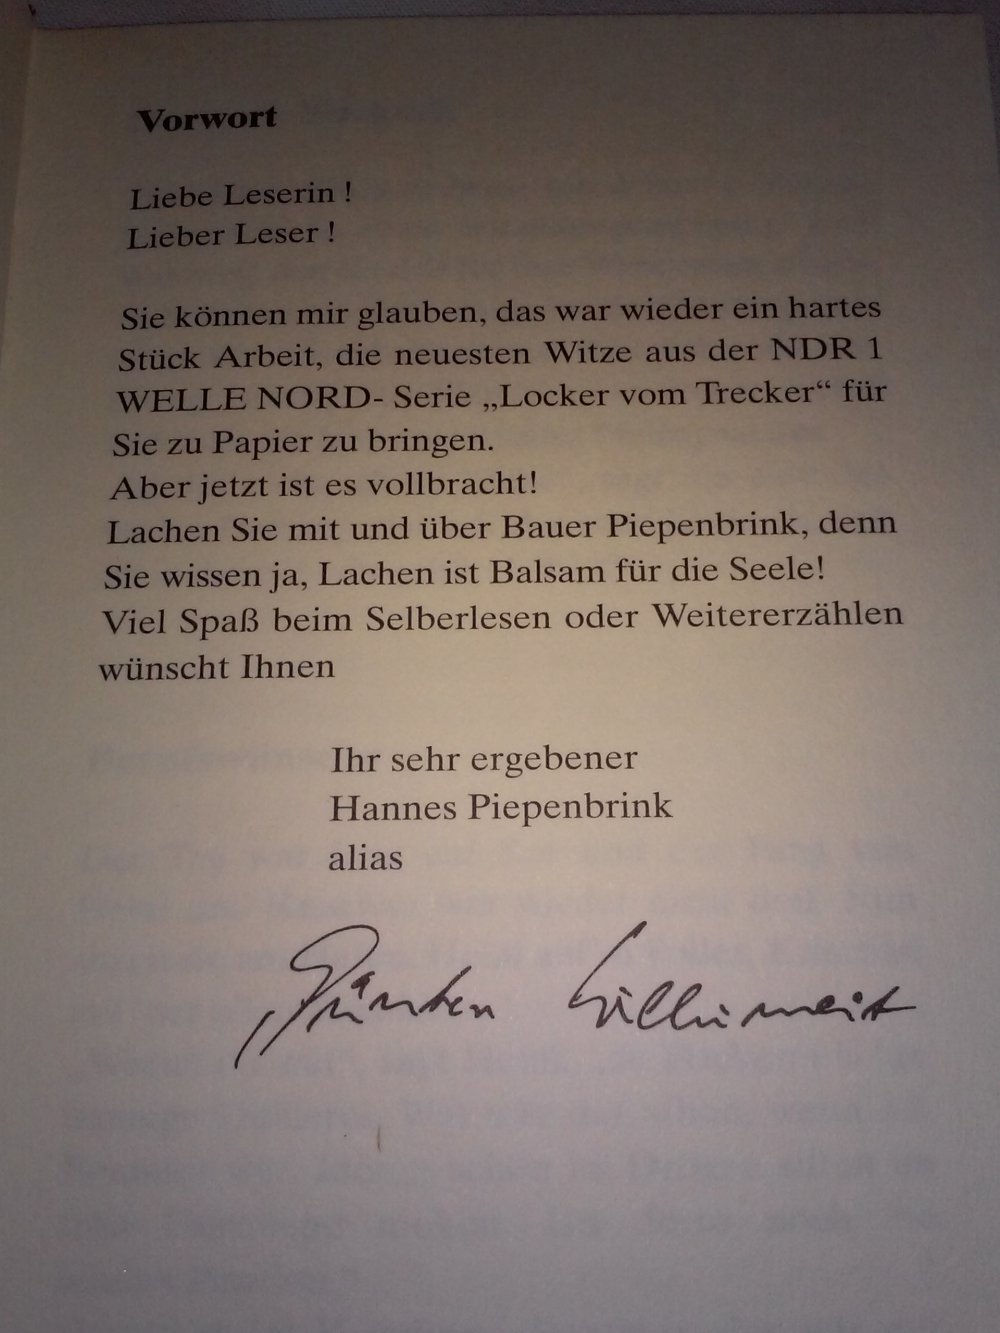 Vorwort
Liebe Leserin !
Lieber Leser !
Sie können mir glauben, das war wieder ein hartes
Stück Arbeit, die neuesten Witze aus der NDR 1
WELLE NORD- Serie „Locker vom Trecker“ für
Sie zu Papier zu bringen.
Aber jetzt ist es vollbracht!
Lachen Sie mit und über Bauer Piepenbrink, denn
Sie wissen ja, Lachen ist Balsam für die Seele!
Viel Spaß beim Selberlesen oder Weitererzählen
wünscht Ihnen
Ihr sehr ergebener
Hannes Piepenbrink
alias